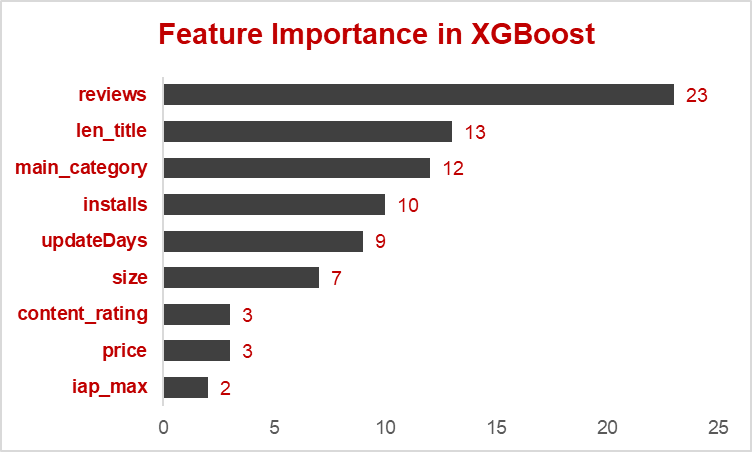 Feature Importance in XGBoost
reviews 23
len_title 13
main_category 12
installs 10
updateDays 9
size 7
content_rating 3
price 3
iap_max 2
0 5 10 15 20 25